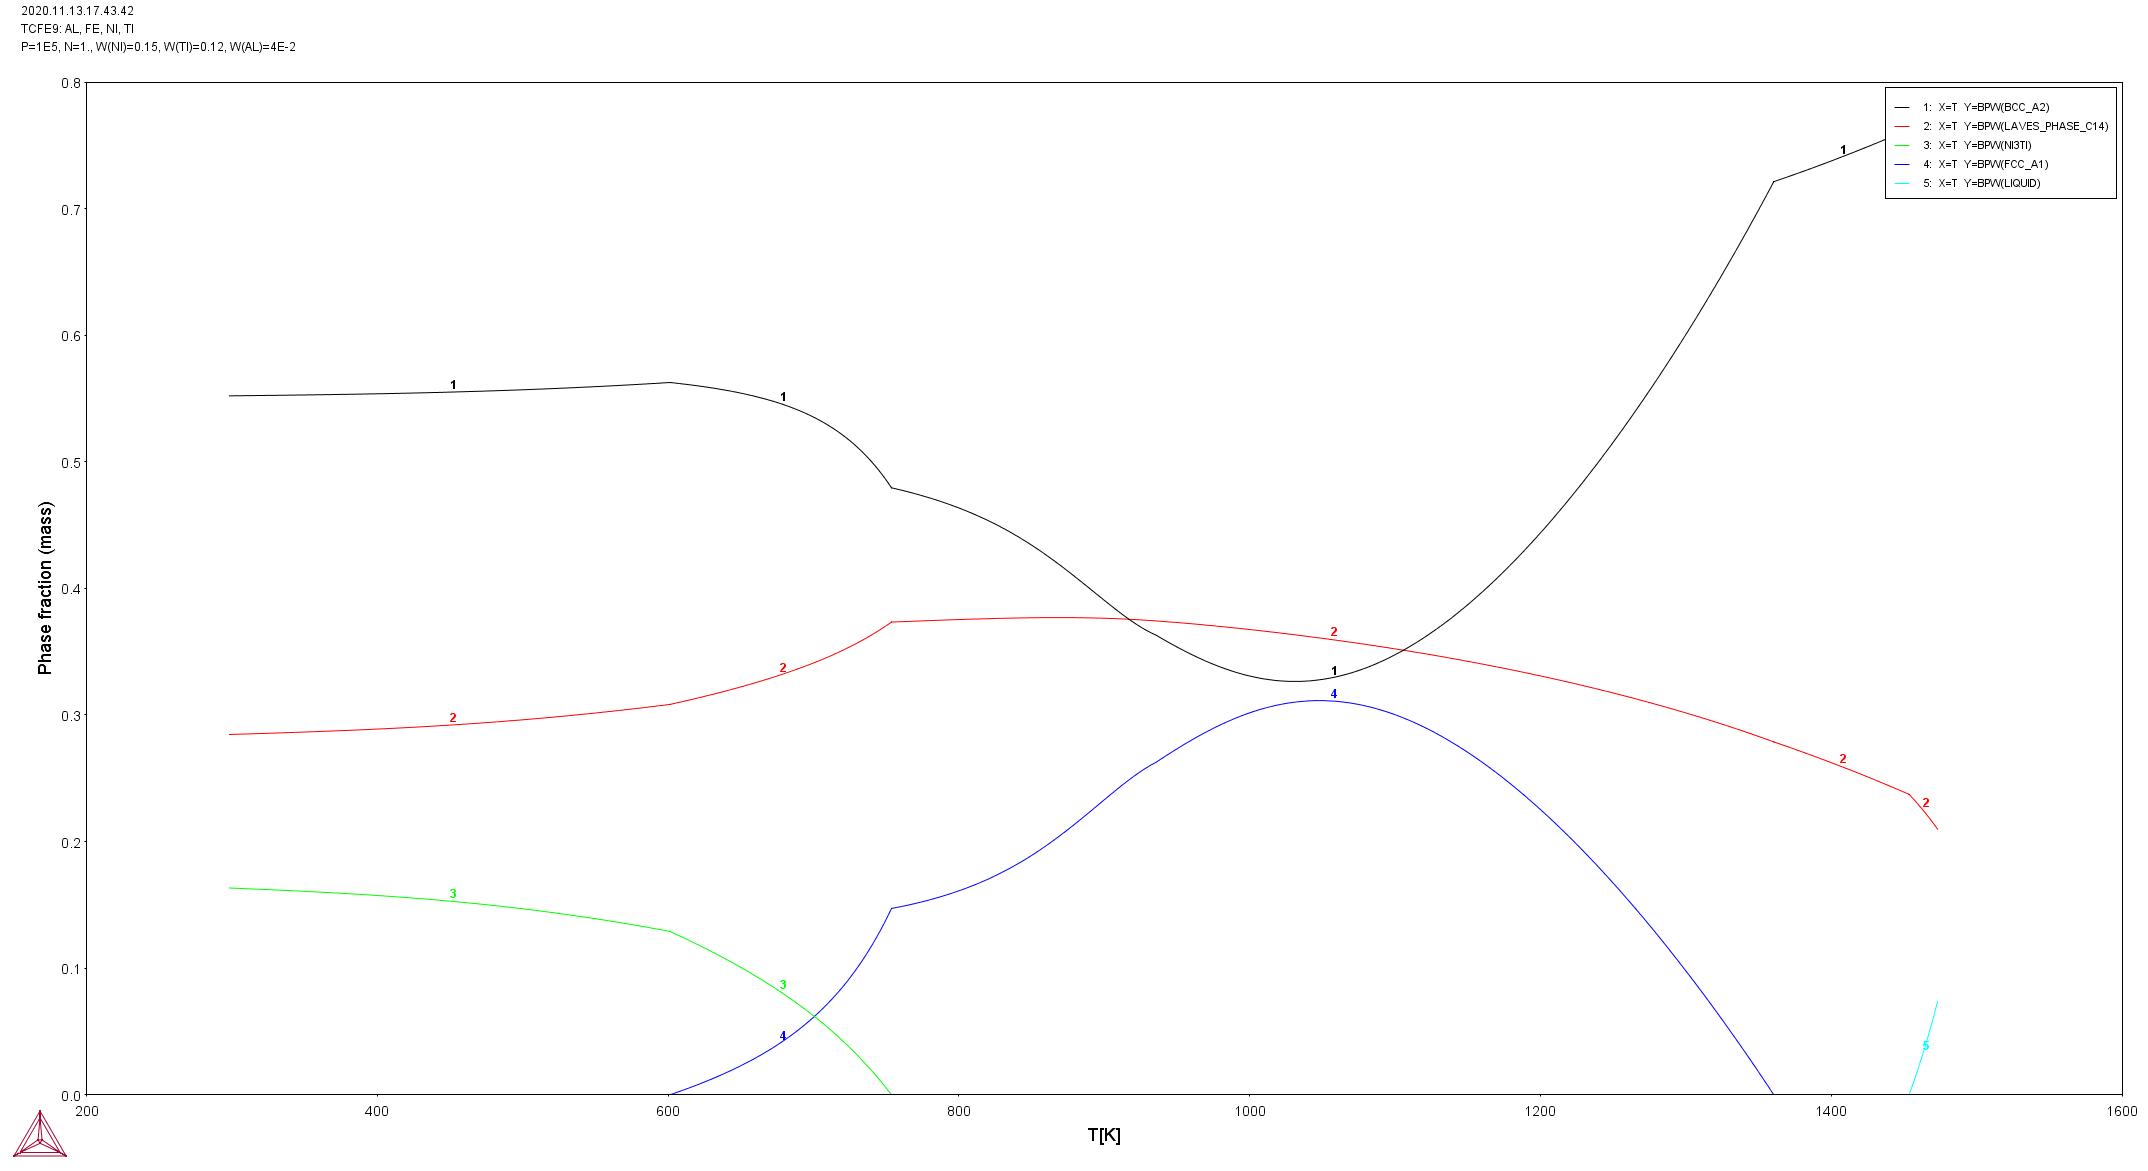 2020.11.13.17.43.42
TCFE9: AL, FE, NI, TI
P=1E5, N=1., W(NI)=0.15, W(TI)=0.12, W(AL)=4E-2
0.8
0.7
0.6
0.5
0.4
0.3
0.2
0.1
0.0
Phase fraction (mass)
1: X=T Y=BPW(BCC_A2)
2: X=T Y=BPW(LAVES_PHASE_C14)
3: X=T Y=BPW(NI3TI)
4: X=T Y=BPW(FCC_A1)
5: X=T Y=BPW(LIQUID)
1
1
1
1
2
2
2
2
2
3
3
4
4
5
200 400 600 800 1000 1200 1400 1600
T[K]